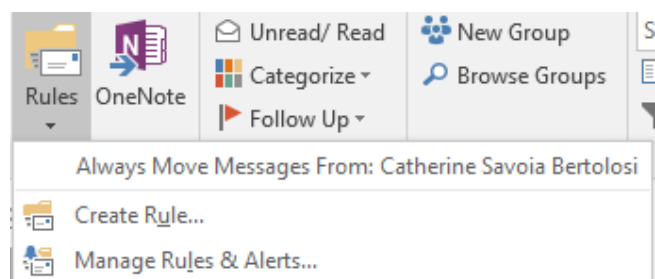 Rules
OneNote
N
Unread/ Read
Categorize
Follow Up
New Group
Browse Groups
S
Always Move Messages From: Catherine Savoia Bertolosi
Create Rule...
Manage Rules & Alerts...